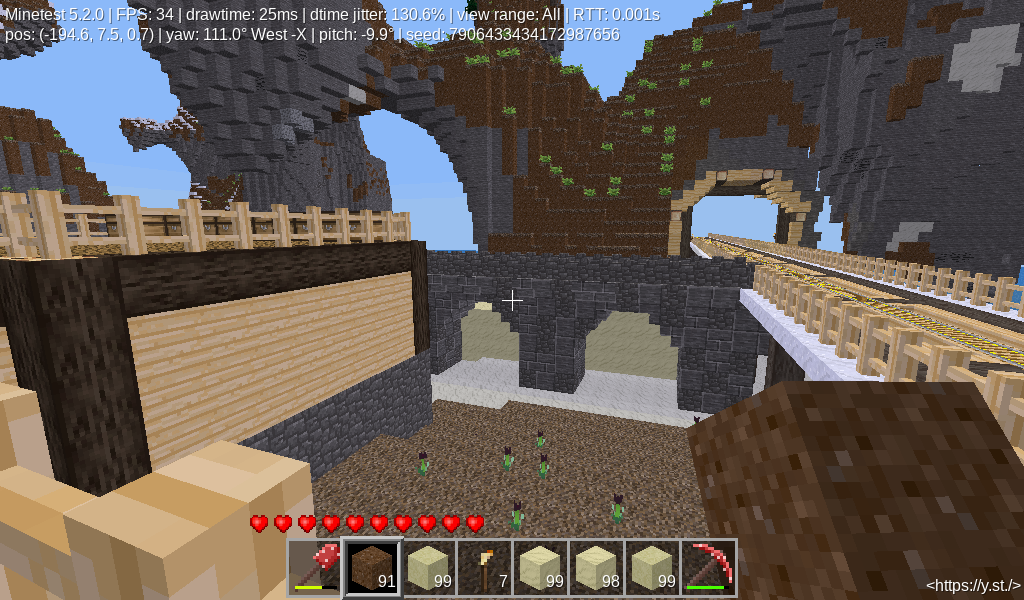 Minetest 5.2.0 | FPS: 34 | drawtime: 25ms | dtime jitter: 130.6% | view range: All | RTT: 0.001s
pos: (-194.6, 7.5, 0.7) | yaw: 111.0° West -X | pitch: -9.9° | seed: 7906433434172987656
91 99 7 99 98 99
<https://y.st./>